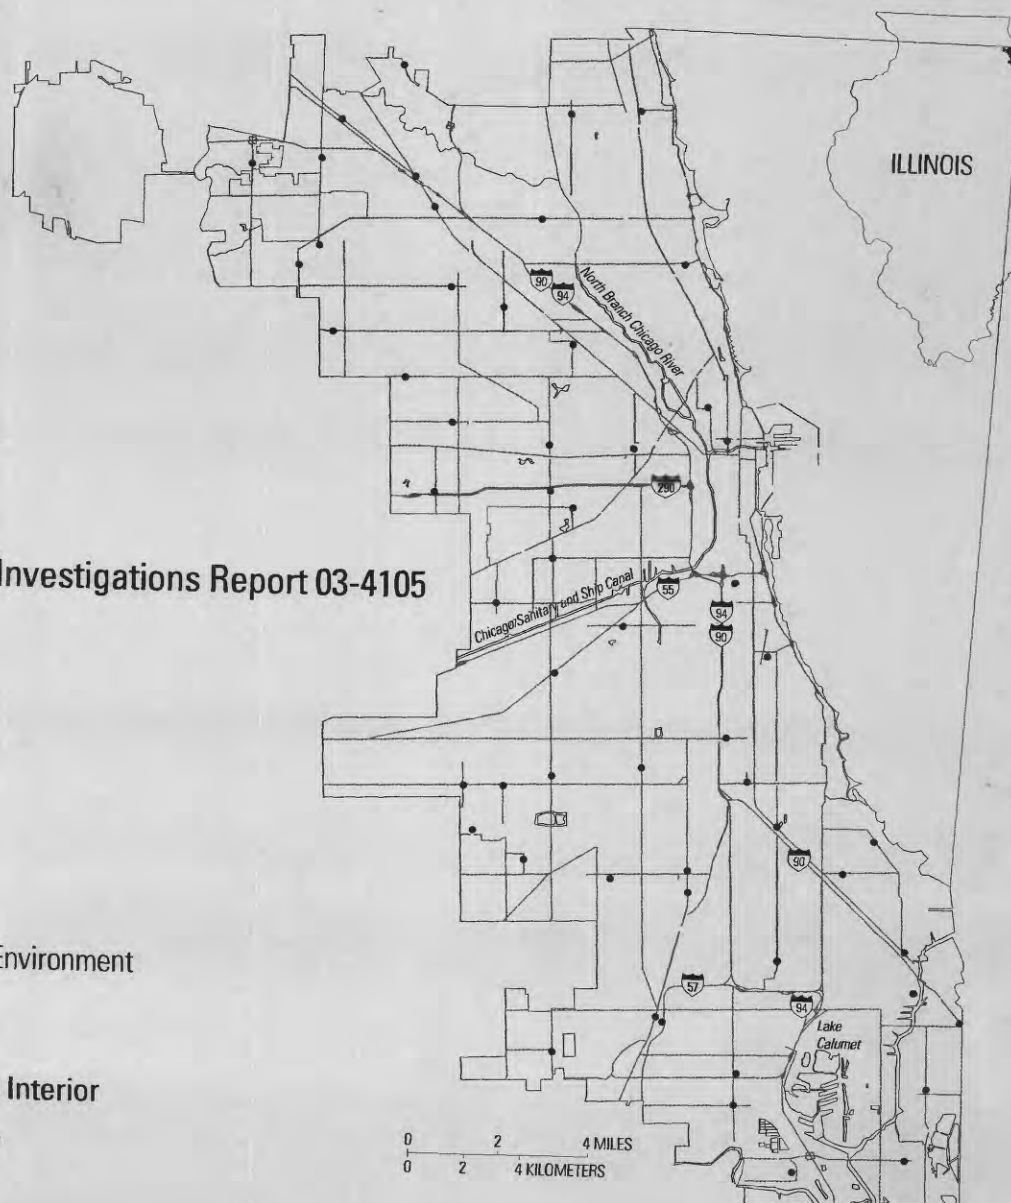 ILLINOIS
90
94
North Branch Chicago River
290
Investigations Report 03-4105
Chicago Sanitary and Ship Canal
55
94
90
90
Environment
57
94
Lake
Calumet
Interior
0 2 4 MILES
0 2 4 KILOMETERS